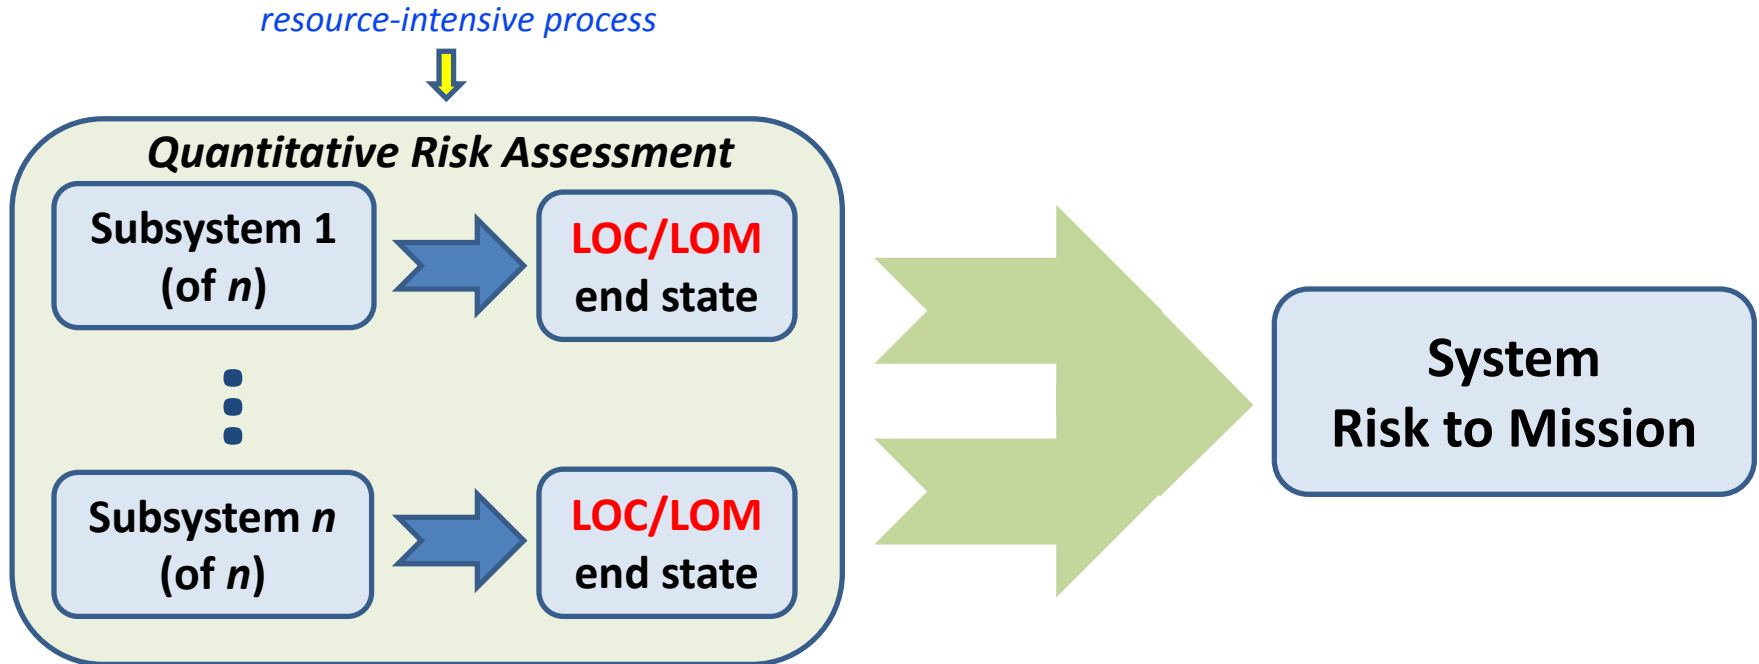 resource-intensive process
Quantitative Risk Assessment
Subsystem 1
(of n)
LOC/LOM
end state
Subsystem n
(of n)
LOC/LOM
end state
System
Risk to Mission